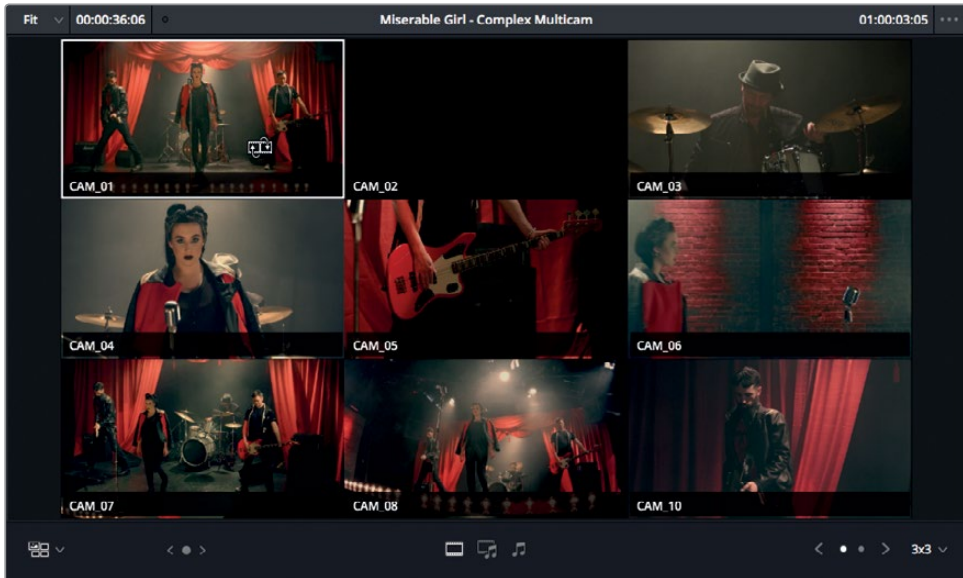 Fit 00:00:36:06 Miserable Girl - Complex Multicam 01:00:03:05
CAM_01 CAM_02 CAM_03
CAM_04 CAM_05 CAM_06
CAM_07 CAM_08 CAM_10
3x3